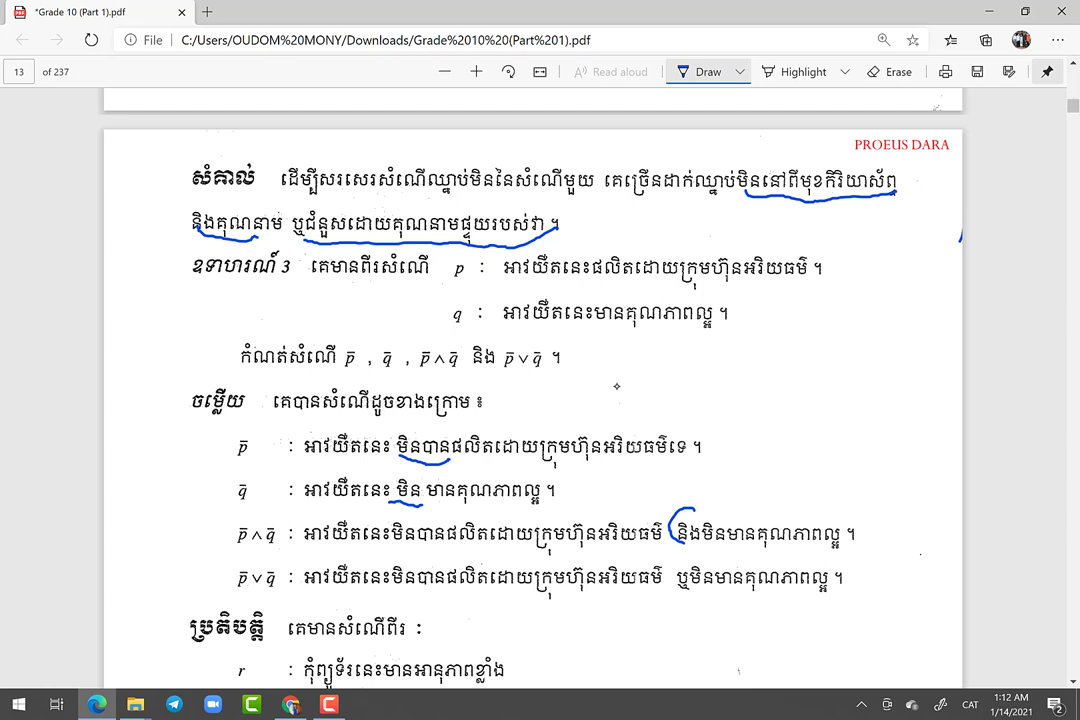 *Grade 10 (Part 1).pdf
File C:/Users/OUDOM%20MONY/Downloads/Grade%2010%20(Part%201).pdf
13 of 237 Read aloud Draw Highlight Erase
PROEUS DARA
សំគាល់ ដើម្បីសរសេរសំណើឈ្នាប់មិននៃសំណើមួយ គេច្រើនដាក់ឈ្នាប់មិននៅពីមុខកិរិយាស័ព្ទ
និងគុណនាម ឬជំនួសដោយគុណនាមផ្ទុយរបស់វា ។
ឧទាហរណ៍ 3 គេមានពីរសំណើ p : អាវយឺតនេះផលិតដោយក្រុមហ៊ុនអរិយធម៌ ។
q : អាវយឺតនេះមានគុណភាពល្អ ។
កំណត់សំណើ p̅ , q̅ , p̅ ∧ q̅ និង p̅ ∨ q̅ ។
ចម្លើយ គេបានសំណើដូចខាងក្រោម ៖
p̅ : អាវយឺតនេះ មិនបានផលិតដោយក្រុមហ៊ុនអរិយធម៌ទេ ។
q̅ : អាវយឺតនេះ មិន មានគុណភាពល្អ ។
p̅ ∧ q̅ : អាវយឺតនេះមិនបានផលិតដោយក្រុមហ៊ុនអរិយធម៌ និងមិនមានគុណភាពល្អ ។
p̅ ∨ q̅ : អាវយឺតនេះមិនបានផលិតដោយក្រុមហ៊ុនអរិយធម៌ ឬមិនមានគុណភាពល្អ ។
ប្រតិបត្តិ គេមានសំណើពីរ :
r : កុំព្យូទ័រនេះមានអានុភាពខ្លាំង
CAT
1:12 AM
1/14/2021
2